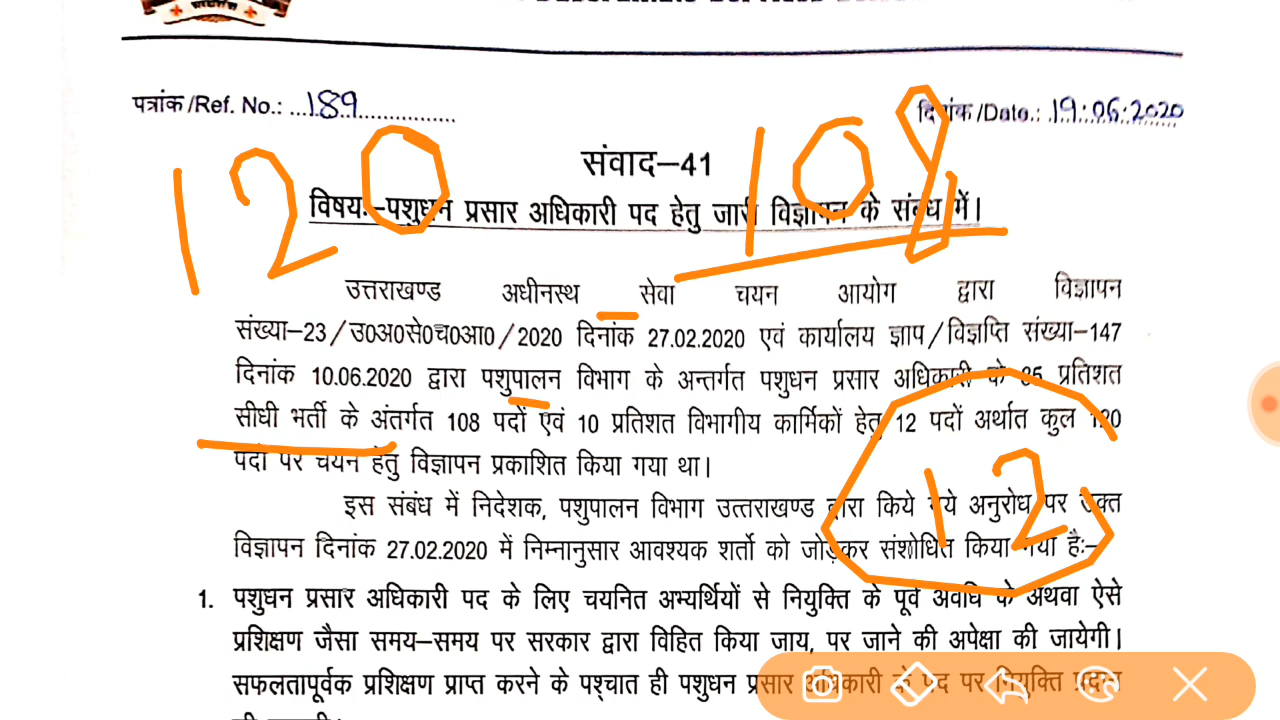 पत्रांक/Ref. No.: ...189...................
दिनांक/Date.: 19.06.2020
120
108
संवाद–41
विषयः–पशुधन प्रसार अधिकारी पद हेतु जारी विज्ञापन के संबंध में।
उत्तराखण्ड अधीनस्थ सेवा चयन आयोग द्वारा विज्ञापन
संख्या–23/उ0अ0से0च0आ0/2020 दिनांक 27.02.2020 एवं कार्यालय ज्ञाप/विज्ञप्ति संख्या–147
दिनांक 10.06.2020 द्वारा पशुपालन विभाग के अन्तर्गत पशुधन प्रसार अधिकारी के प्रतिशत
सीधी भर्ती के अंतर्गत 108 पदों एवं 10 प्रतिशत विभागीय कार्मिकों हेतु 12 पदों अर्थात कुल 120
पदों पर चयन हेतु विज्ञापन प्रकाशित किया गया था।
12
इस संबंध में निदेशक, पशुपालन विभाग उत्तराखण्ड द्वारा किये गये अनुरोध पर उक्त
विज्ञापन दिनांक 27.02.2020 में निम्नानुसार आवश्यक शर्तो को जोड़कर संशोधित किया गया हैः–
1. पशुधन प्रसार अधिकारी पद के लिए चयनित अभ्यर्थियों से नियुक्ति के पूर्व अवधि के अथवा ऐसे
प्रशिक्षण जैसा समय–समय पर सरकार द्वारा विहित किया जाय, पर जाने की अपेक्षा की जायेगी।
सफलतापूर्वक प्रशिक्षण प्राप्त करने के पश्चात ही पशुधन प्रसार अधिकारी के पद पर नियुक्ति प्रदान